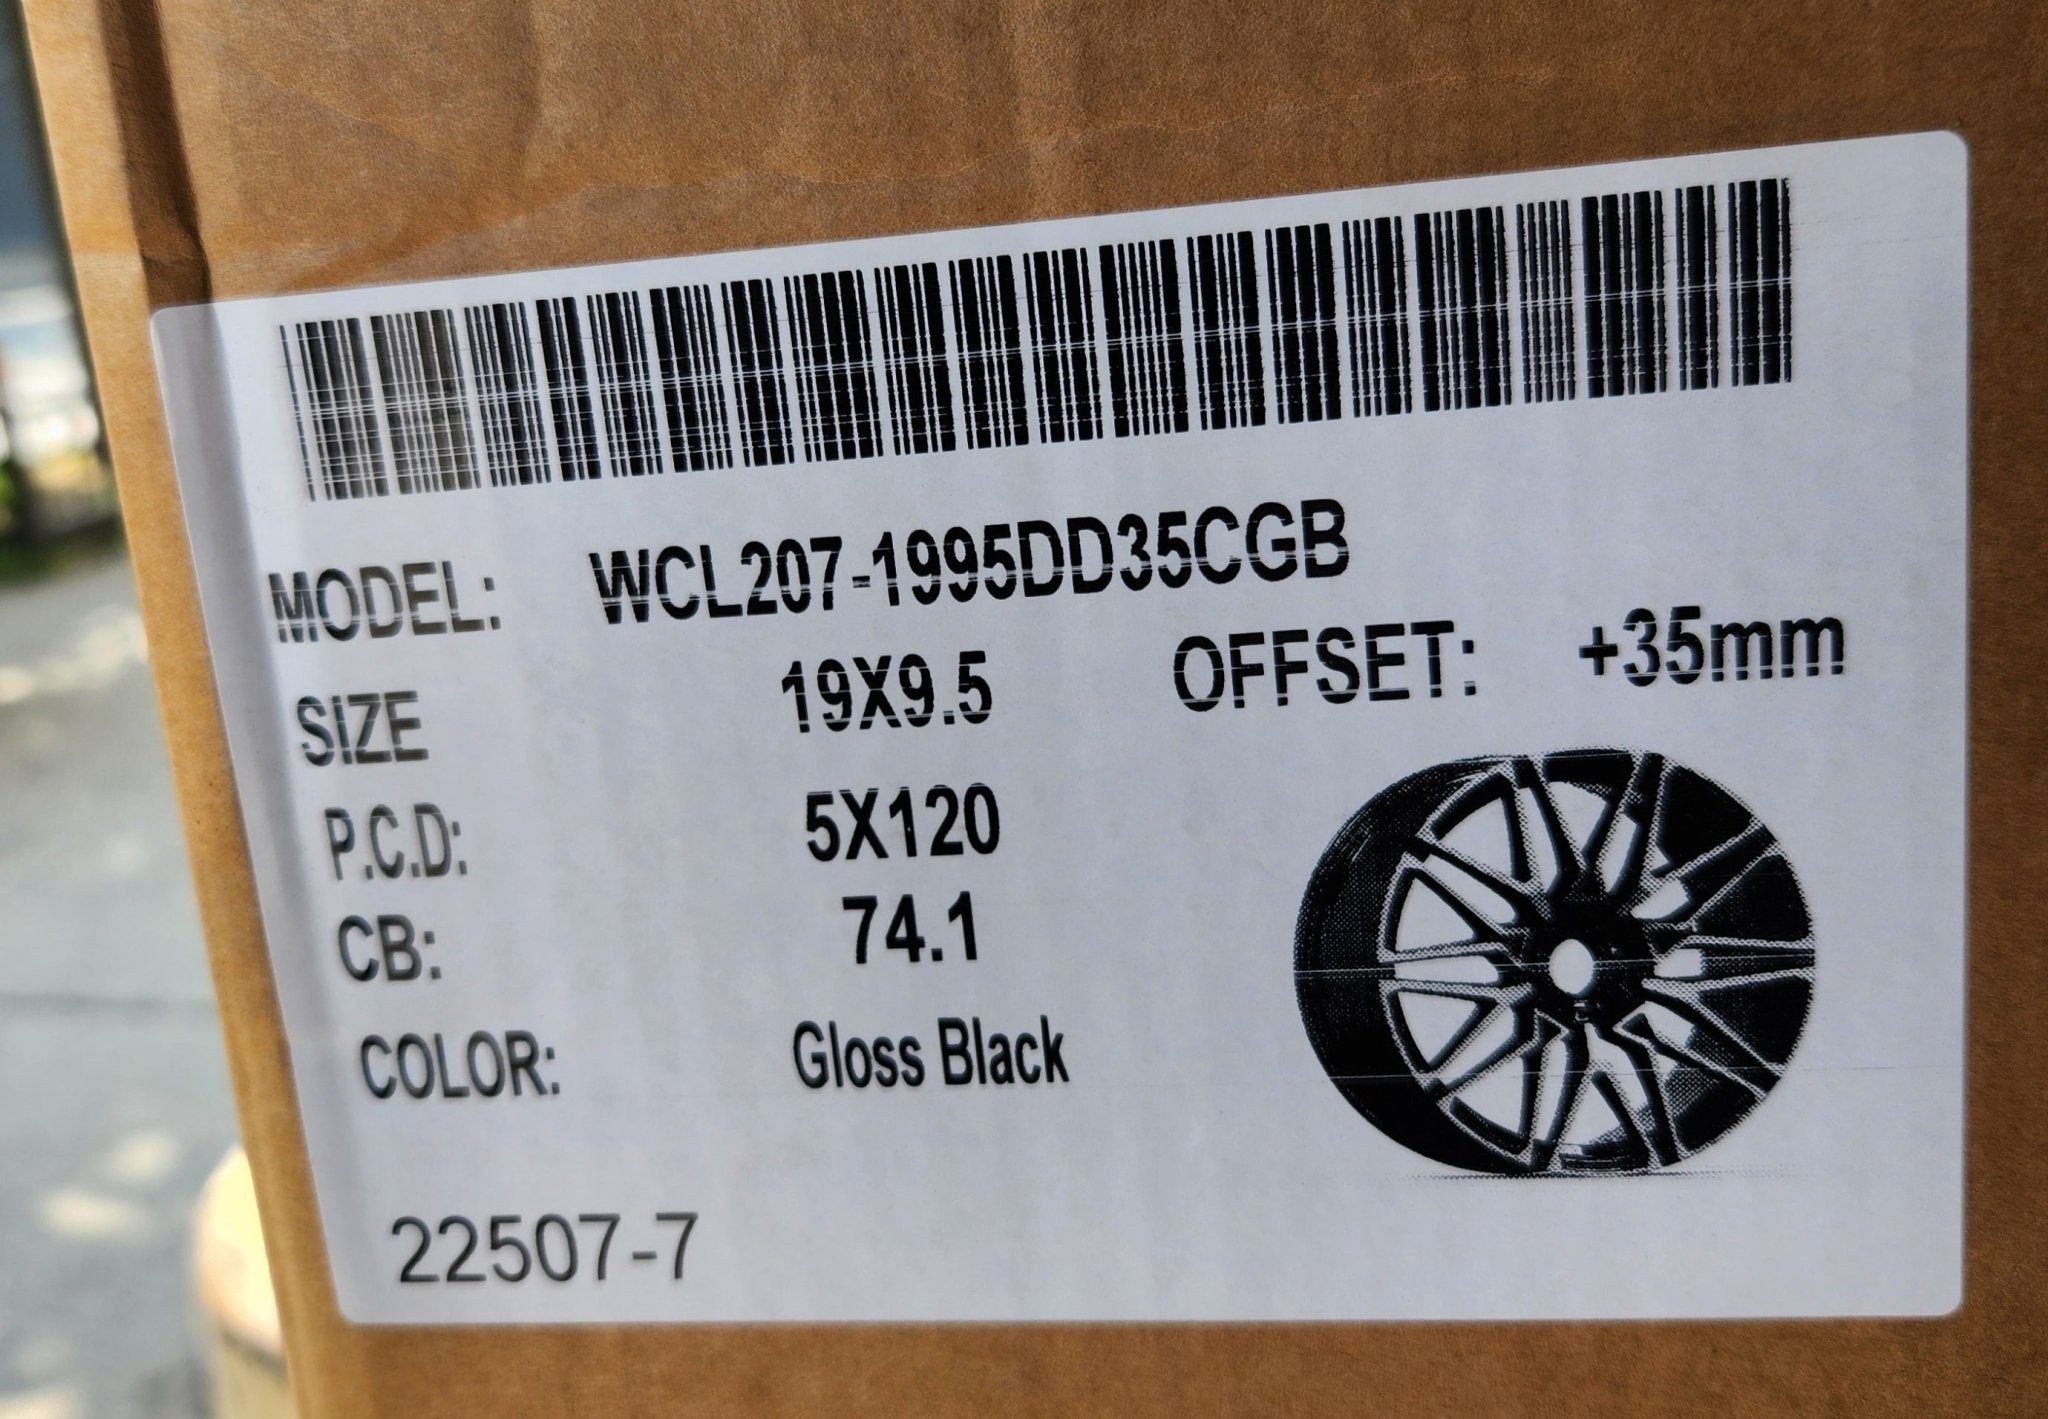 MODEL: WCL207-1995DD35CGB
SIZE 19X9.5 OFFSET: +35mm
P.C.D: 5X120
CB: 74.1
COLOR: Gloss Black
22507-7